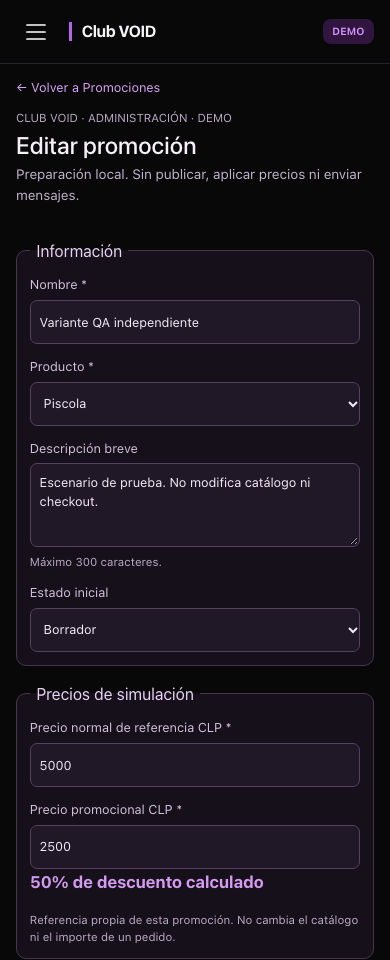 Club VOID
DEMO
← Volver a Promociones
CLUB VOID · ADMINISTRACIÓN · DEMO
Editar promoción
Preparación local. Sin publicar, aplicar precios ni enviar
mensajes.
Información
Nombre *
Variante QA independiente
Producto *
Piscola
Descripción breve
Escenario de prueba. No modifica catálogo ni
checkout.
Máximo 300 caracteres.
Estado inicial
Borrador
Precios de simulación
Precio normal de referencia CLP *
5000
Precio promocional CLP *
2500
50% de descuento calculado
Referencia propia de esta promoción. No cambia el catálogo
ni el importe de un pedido.